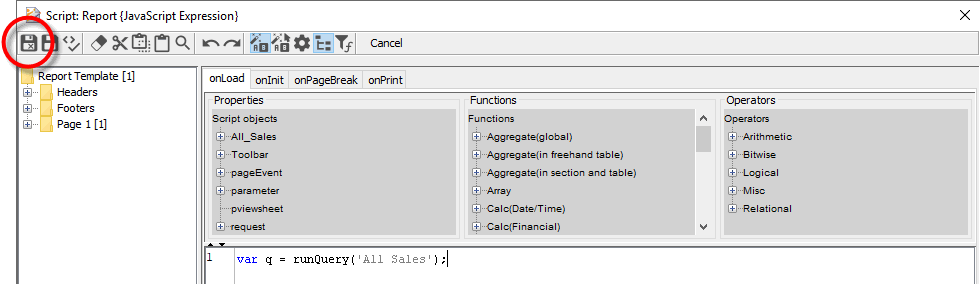 Script: Report {JavaScript Expression}
Cancel
Report Template [1]
Headers
Footers
Page 1 [1]
onLoad onInit onPageBreak onPrint
Properties
Script objects
All_Sales
Toolbar
pageEvent
parameter
pviewsheet
request
Functions
Functions
Aggregate(global)
Aggregate(in freehand table)
Aggregate(in section and table)
Array
Calc(Date/Time)
Calc(Financial)
Operators
Operators
Arithmetic
Bitwise
Logical
Misc
Relational
1 var q = runQuery('All Sales');